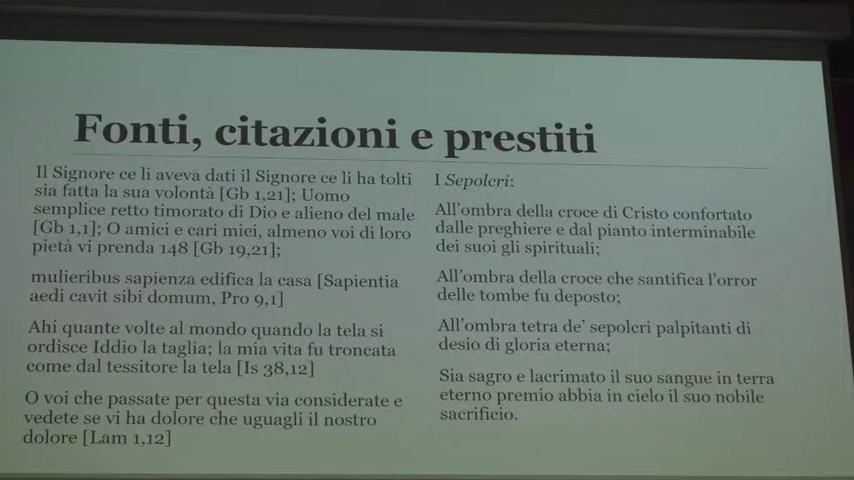 Fonti, citazioni e prestiti
Il Signore ce li aveva dati il Signore ce li ha tolti
sia fatta la sua volontà [Gb 1,21]; Uomo
semplice retto timorato di Dio e alieno del male
[Gb 1,1]; O amici e cari miei, almeno voi di loro
pietà vi prenda 148 [Gb 19,21];
mulieribus sapienza edifica la casa [Sapientia
aedi cavit sibi domum, Pro 9,1]
Ahi quante volte al mondo quando la tela si
ordisce Iddio la taglia; la mia vita fu troncata
come dal tessitore la tela [Is 38,12]
O voi che passate per questa via considerate e
vedete se vi ha dolore che uguagli il nostro
dolore [Lam 1,12]
I Sepolcri:
All'ombra della croce di Cristo confortato
dalle preghiere e dal pianto interminabile
dei suoi gli spirituali;
All'ombra della croce che santifica l'orror
delle tombe fu deposto;
All'ombra tetra de' sepolcri palpitanti di
desio di gloria eterna;
Sia sagro e lacrimato il suo sangue in terra
eterno premio abbia in cielo il suo nobile
sacrificio.